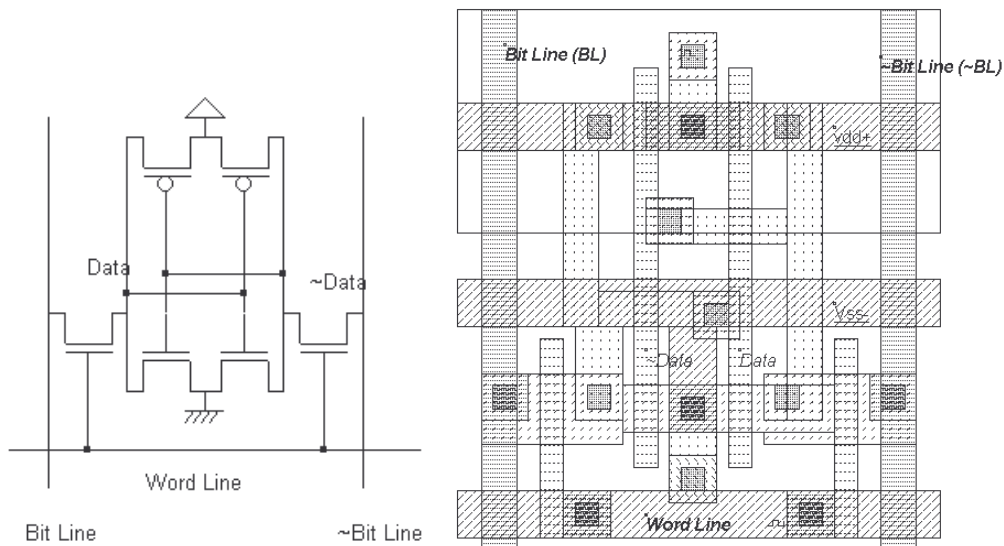 Data
~Data
Word Line
Bit Line
~Bit Line
Bit Line (BL)
~Bit Line (~BL)
Vdd+
Vss-
~Data
Data
Word Line